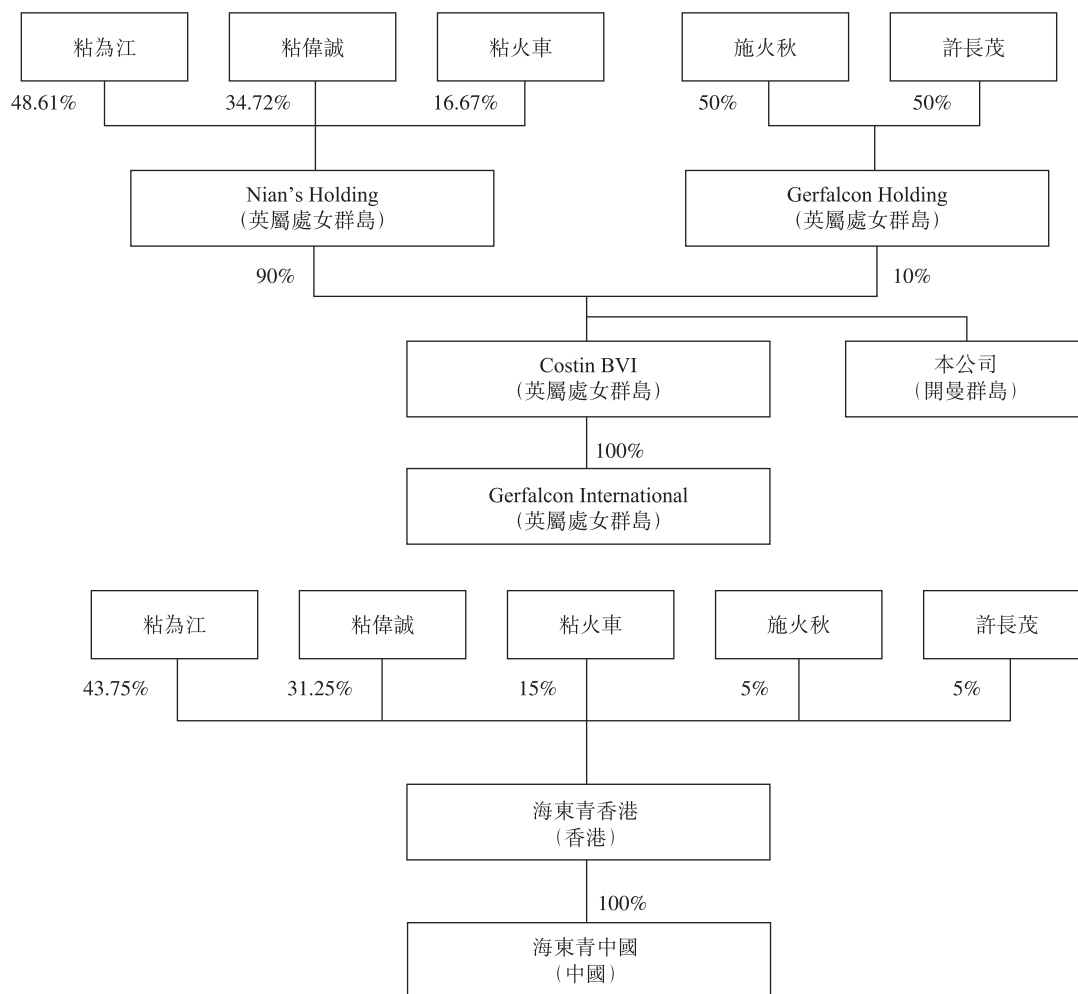 粘為江
粘偉誠
粘火車
施火秋
許長茂
48.61%
34.72%
16.67%
50%
50%
Nian's Holding
（英屬處女群島）
Gerfalcon Holding
（英屬處女群島）
90%
10%
Costin BVI
（英屬處女群島）
本公司
（開曼群島）
100%
Gerfalcon International
（英屬處女群島）
粘為江
粘偉誠
粘火車
施火秋
許長茂
43.75%
31.25%
15%
5%
5%
海東青香港
（香港）
100%
海東青中國
（中國）